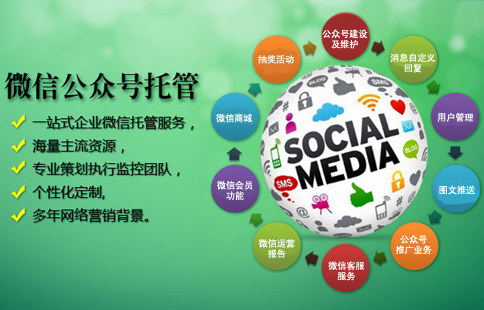 微信公众号托管
一站式企业微信托管服务，
海量主流资源，
专业策划执行监控团队，
个性化定制,
多年网络营销背景。
公众号建设
及维护
消息自定义
回复
用户管理
图文推送
公众号
推广业务
微信客服
服务
微信运营
报告
微信会员
功能
微信商城
抽奖活动
BLOG
SMS
SOCIAL
MEDIA
BLOG
SMS